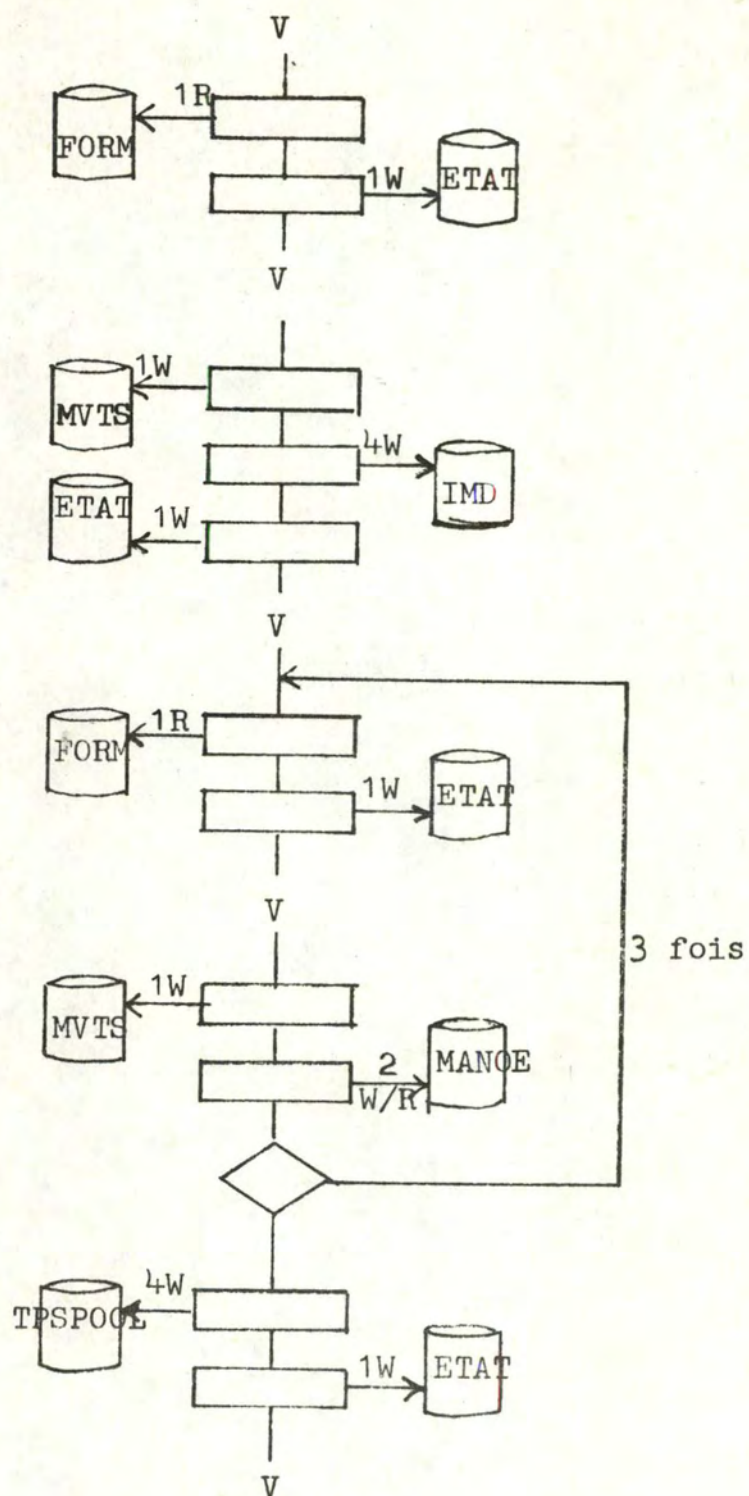 V
1R
FORM
1W
ETAT
V
1W
MVTS
4W
IMD
ETAT
1W
V
1R
FORM
1W
ETAT
V
3 fois
1W
MVTS
2
W/R
MANOE
4W
TPSPOOL
1W
ETAT
V